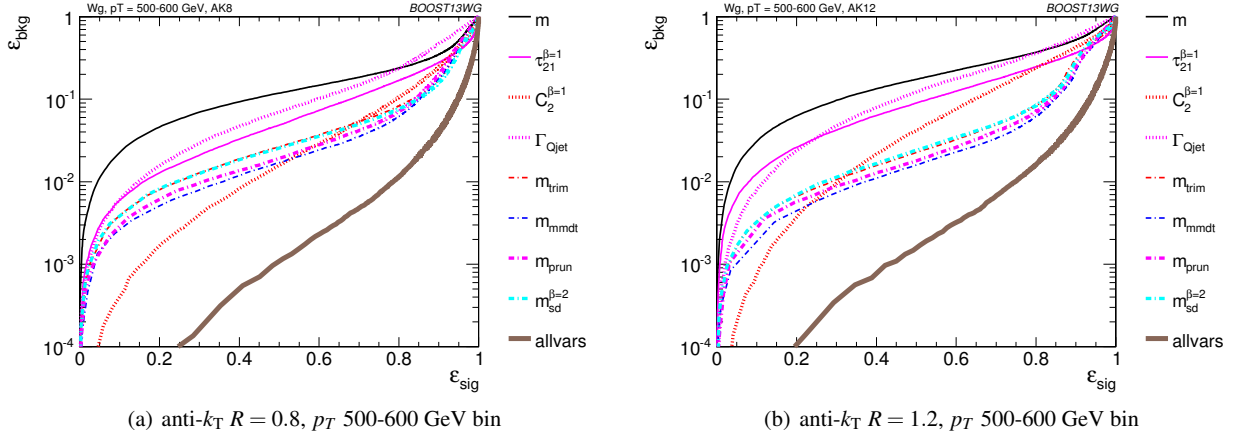 Wg, pT = 500-600 GeV, AK8
BOOST13WG
ε_bkg
1
10^-1
10^-2
10^-3
10^-4
0 0.2 0.4 0.6 0.8 1
ε_sig
m
τ_21^β=1
C_2^β=1
Γ_Qjet
m_trim
m_mmdt
m_prun
m_sd^β=2
allvars
(a) anti-k_T R = 0.8, p_T 500-600 GeV bin
Wg, pT = 500-600 GeV, AK12
BOOST13WG
ε_bkg
1
10^-1
10^-2
10^-3
10^-4
0 0.2 0.4 0.6 0.8 1
ε_sig
m
τ_21^β=1
C_2^β=1
Γ_Qjet
m_trim
m_mmdt
m_prun
m_sd^β=2
allvars
(b) anti-k_T R = 1.2, p_T 500-600 GeV bin